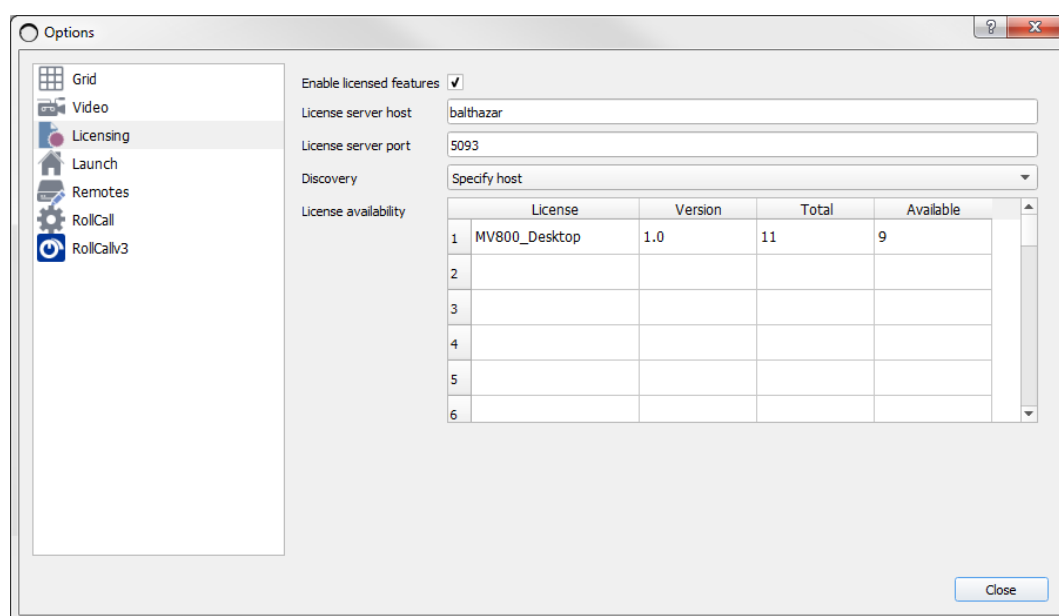 Options
Grid
Video
Licensing
Launch
Remotes
RollCall
RollCallv3
Enable licensed features
License server host balthazar
License server port 5093
Discovery Specify host
License availability
License Version Total Available
1 MV800_Desktop 1.0 11 9
2
3
4
5
6
Close